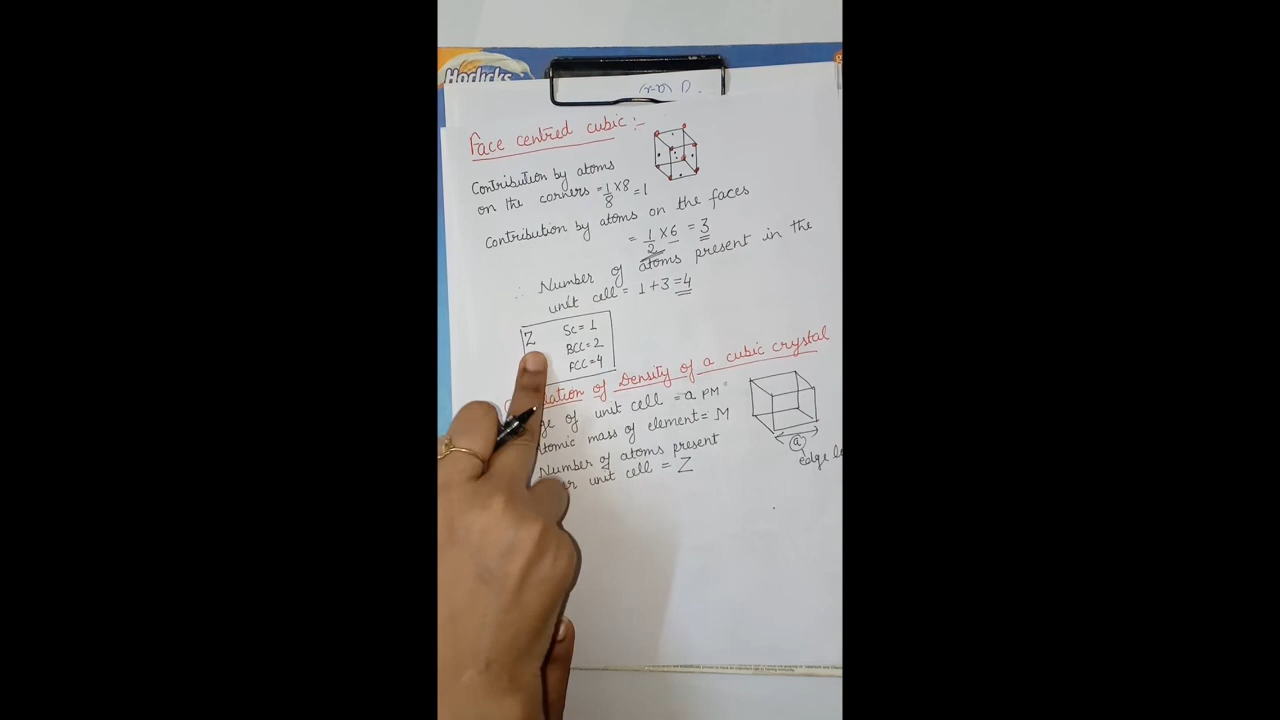 Horlicks
Face centred cubic :-
Contribution by atoms
on the corners = 1/8 × 8 = 1
Contribution by atoms on the faces
= 1/2 × 6 = 3
∴ Number of atoms present in the
unit cell = 1 + 3 = 4
Z
SC = 1
BCC = 2
FCC = 4
of Density of a cubic crystal
of unit cell = a PM
mass of element = M
Number of atoms present
unit cell = Z
a
edge